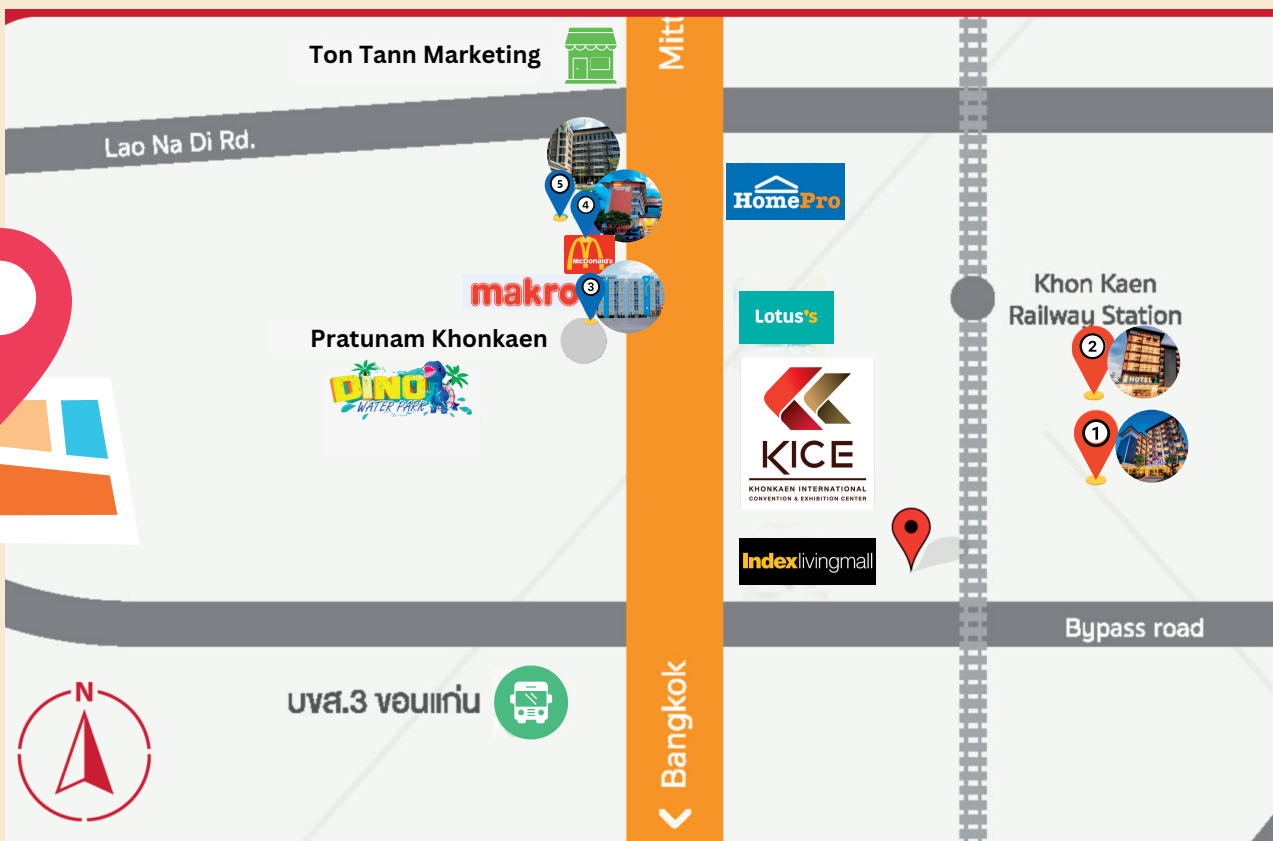 Ton Tann Marketing
Mitt
Lao Na Di Rd.
HomePro
5
4
McDonald's
makro
3
Khon Kaen
Railway Station
Lotus's
Pratunam Khonkaen
2
HOTEL
DINO
WATER PARK
1
KICE
KHONKAEN INTERNATIONAL
CONVENTION & EXHIBITION CENTER
Indexlivingmall
Bypass road
N
บขส.3 ขอนแก่น
Bangkok